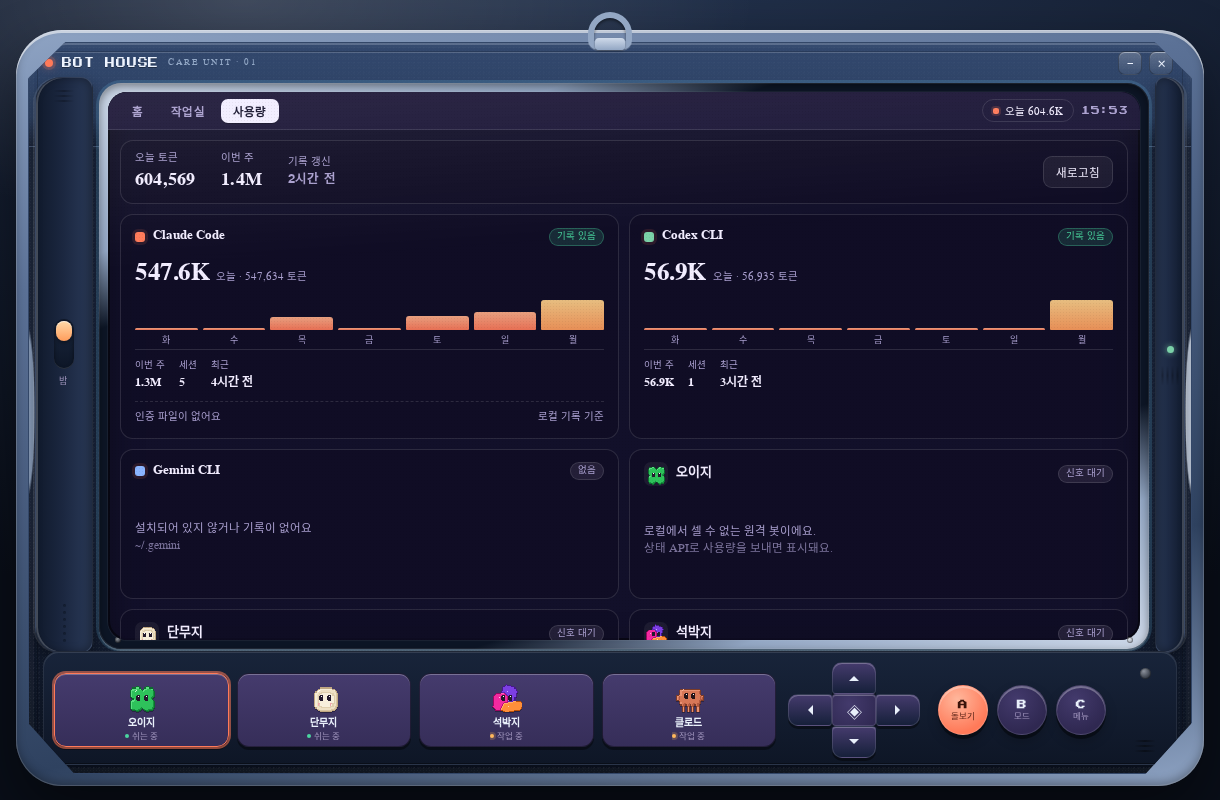 BOT HOUSE CARE UNIT · 01
홈 작업실 사용량 오늘 604.6K 15:53
오늘 토큰 이번 주 기록 갱신
604,569 1.4M 2시간 전 새로고침
Claude Code 기록 있음
547.6K 오늘 · 547,634 토큰
화 수 목 금 토 일 월
이번 주 세션 최근
1.3M 5 4시간 전
인증 파일이 없어요 로컬 기록 기준
Codex CLI 기록 있음
56.9K 오늘 · 56,935 토큰
화 수 목 금 토 일 월
이번 주 세션 최근
56.9K 1 3시간 전
Gemini CLI 없음
설치되어 있지 않거나 기록이 없어요
~/.gemini
오이지 신호 대기
로컬에서 셀 수 없는 원격 봇이에요.
상태 API로 사용량을 보내면 표시돼요.
단무지 신호 대기
석박지 신호 대기
밤
오이지
쉬는 중
단무지
쉬는 중
석박지
작업 중
클로드
작업 중
A
돌보기
B
모드
C
메뉴